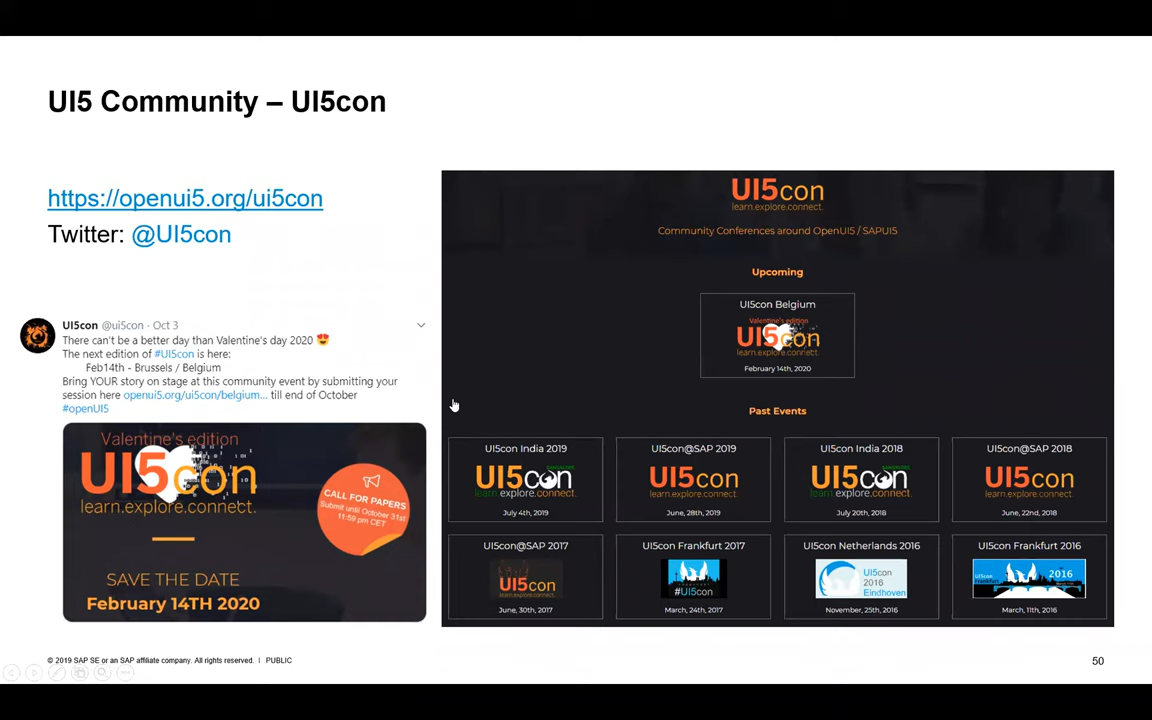 UI5 Community – UI5con
https://openui5.org/ui5con
Twitter: @UI5con
UI5con @ui5con · Oct 3
There can't be a better day than Valentine's day 2020 😍
The next edition of #UI5con is here:
Feb14th - Brussels / Belgium
Bring YOUR story on stage at this community event by submitting your
session here openui5.org/ui5con/belgium... till end of October
#openUI5
Valentine's edition
UI5con
learn.explore.connect.
CALL FOR PAPERS
Submit until October 31st
11:59 pm CET
SAVE THE DATE
February 14TH 2020
UI5con
learn.explore.connect.
Community Conferences around OpenUI5 / SAPUI5
Upcoming
UI5con Belgium
Valentine's edition
UI5con
learn.explore.connect.
February 14th, 2020
Past Events
UI5con India 2019
BANGALORE
UI5con
learn.explore.connect.
July 4th, 2019
UI5con@SAP 2019
UI5con
learn.explore.connect.
June, 28th, 2019
UI5con India 2018
BANGALORE
UI5con
learn.explore.connect.
July 20th, 2018
UI5con@SAP 2018
UI5con
learn.explore.connect.
June, 22nd, 2018
UI5con@SAP 2017
UI5con
June, 30th, 2017
UI5con Frankfurt 2017
#UI5con
March, 24th, 2017
UI5con Netherlands 2016
UI5con
2016
Eindhoven
November, 25th, 2016
UI5con Frankfurt 2016
UI5con
Frankfurt
2016
March, 11th, 2016
© 2019 SAP SE or an SAP affiliate company. All rights reserved. | PUBLIC
50